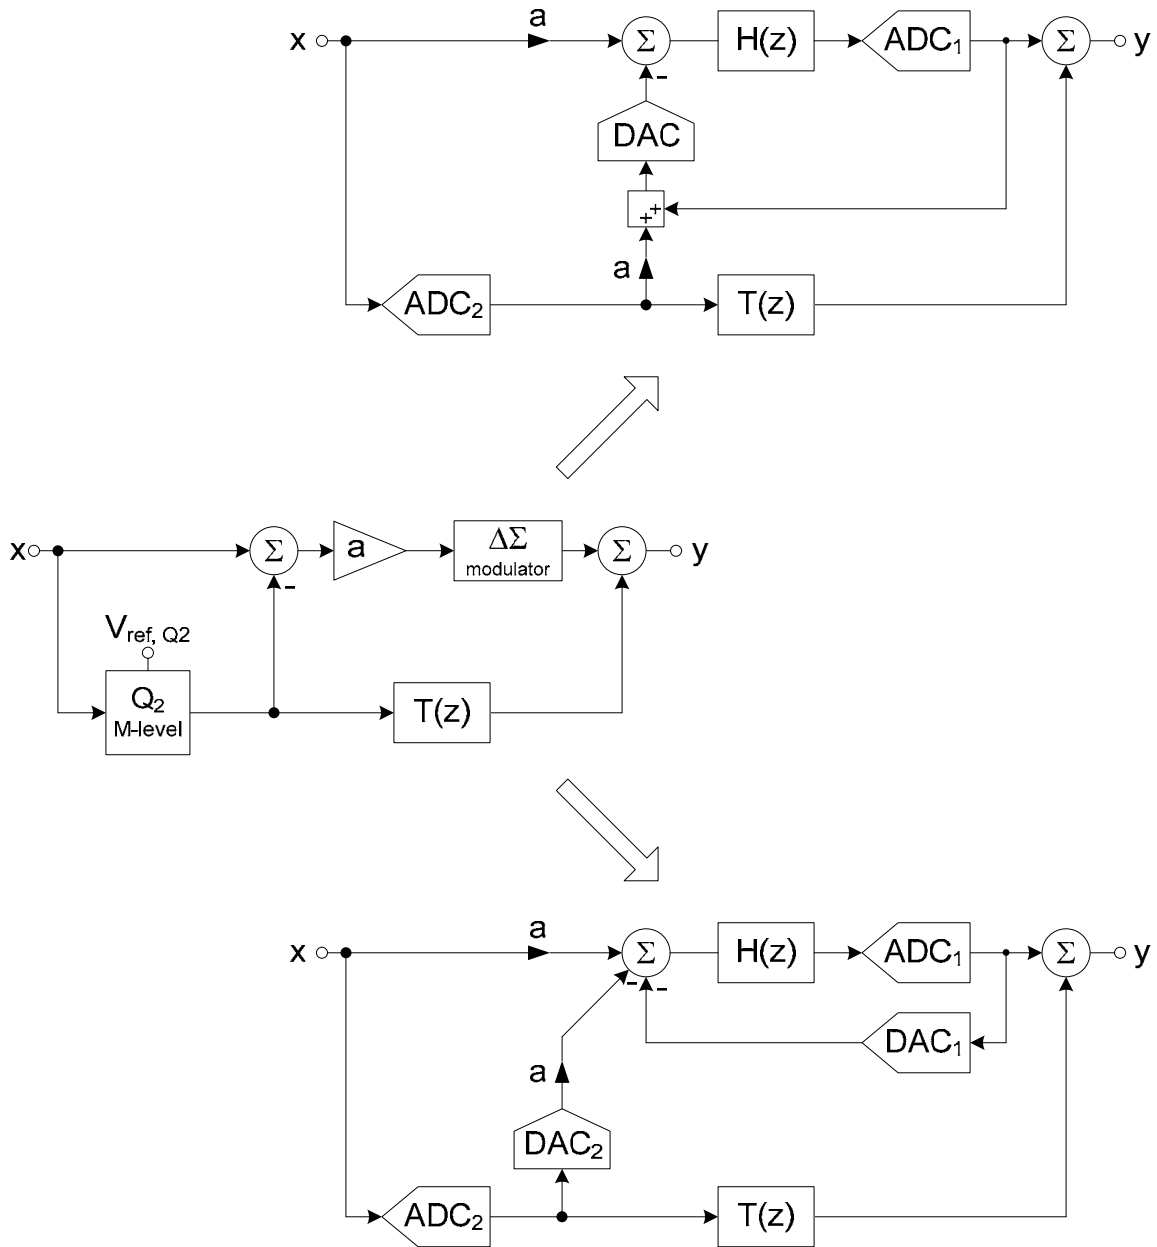 a
x Σ H(z) ADC1 Σ y
-
DAC
+ +
a
ADC2 T(z)
x Σ a ΔΣ Σ y
modulator
-
Vref, Q2
Q2 T(z)
M-level
a
x Σ H(z) ADC1 Σ y
- -
DAC1
a
DAC2
ADC2 T(z)